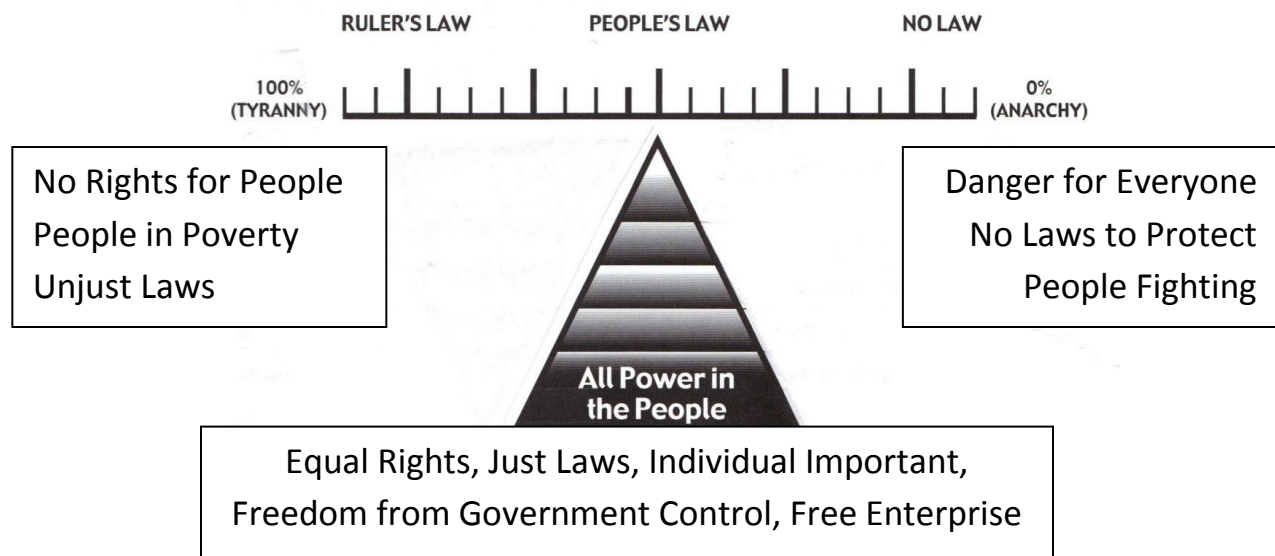 RULER'S LAW
PEOPLE'S LAW
NO LAW
100%
(TYRANNY)
0%
(ANARCHY)
No Rights for People
People in Poverty
Unjust Laws
Danger for Everyone
No Laws to Protect
People Fighting
All Power in
the People
Equal Rights, Just Laws, Individual Important,
Freedom from Government Control, Free Enterprise